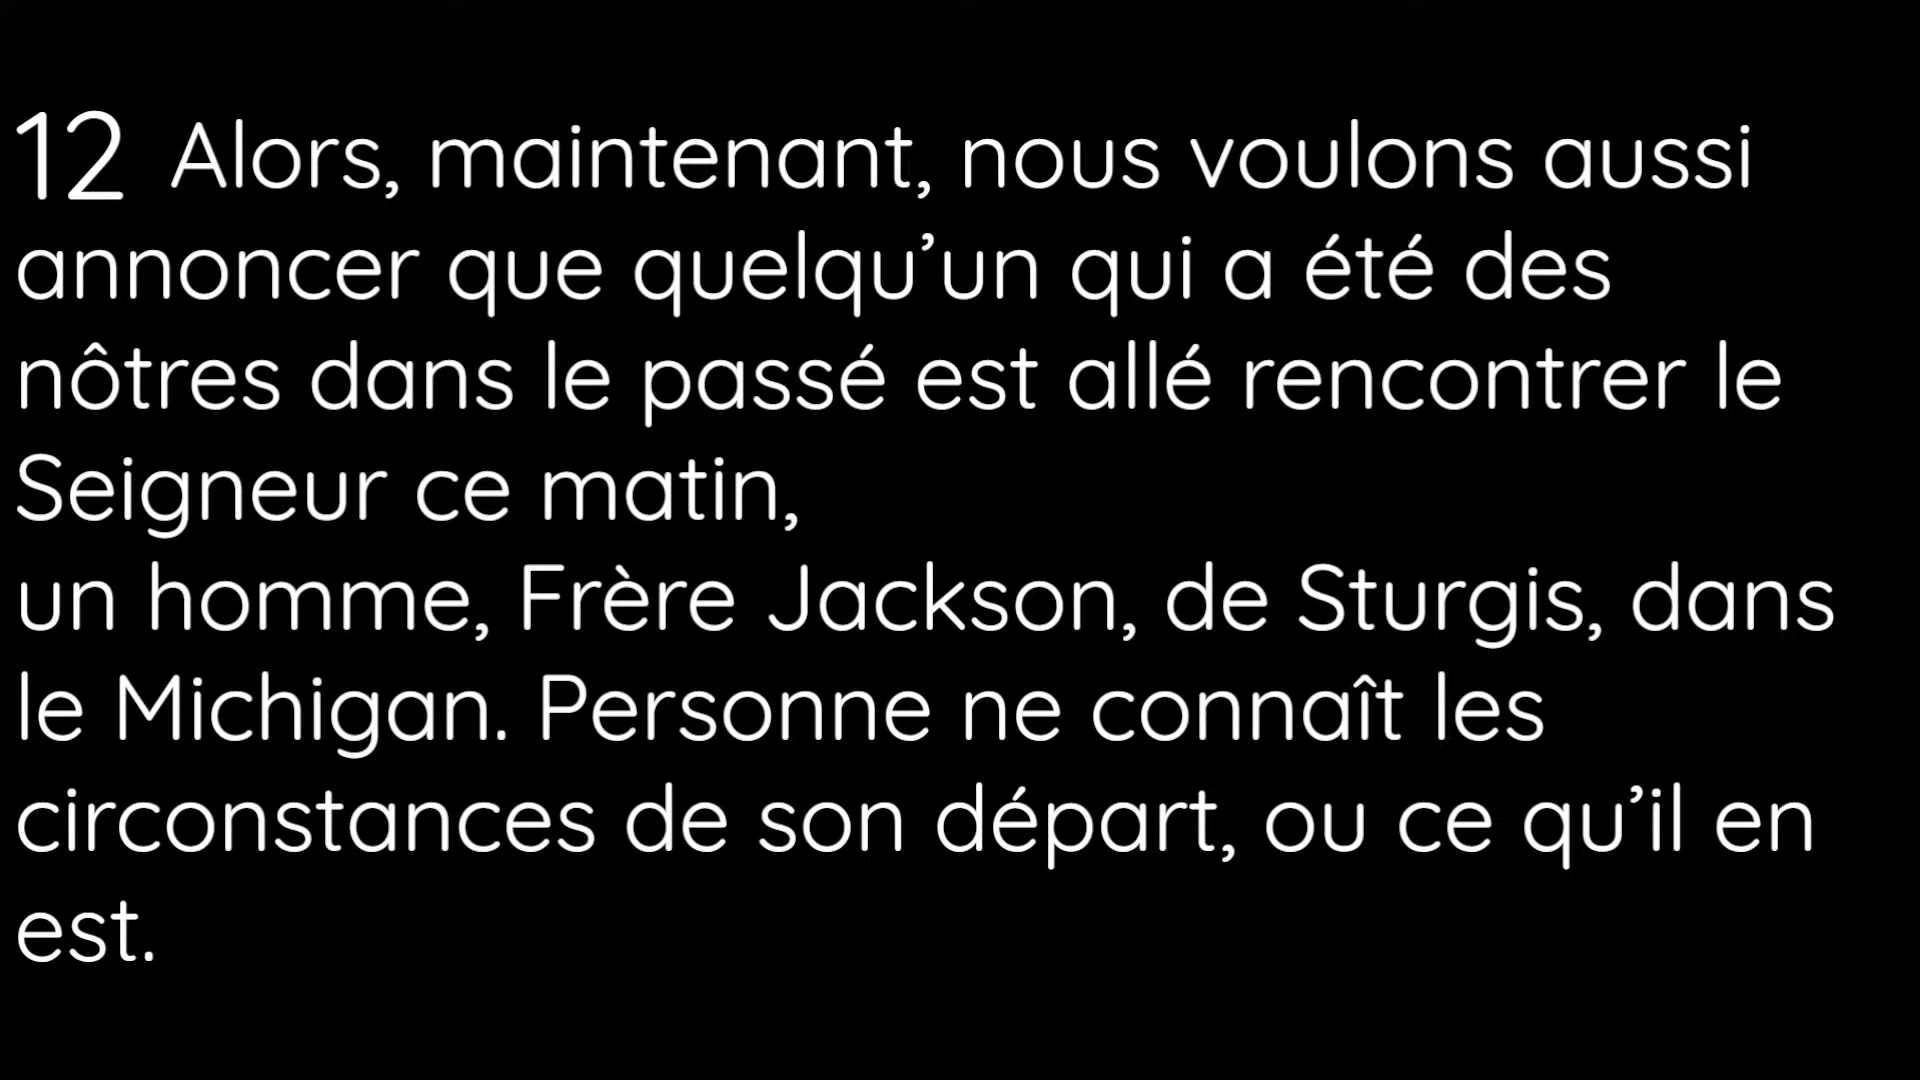 12 Alors, maintenant, nous voulons aussi
annoncer que quelqu’un qui a été des
nôtres dans le passé est allé rencontrer le
Seigneur ce matin,
un homme, Frère Jackson, de Sturgis, dans
le Michigan. Personne ne connaît les
circonstances de son départ, ou ce qu’il en
est.